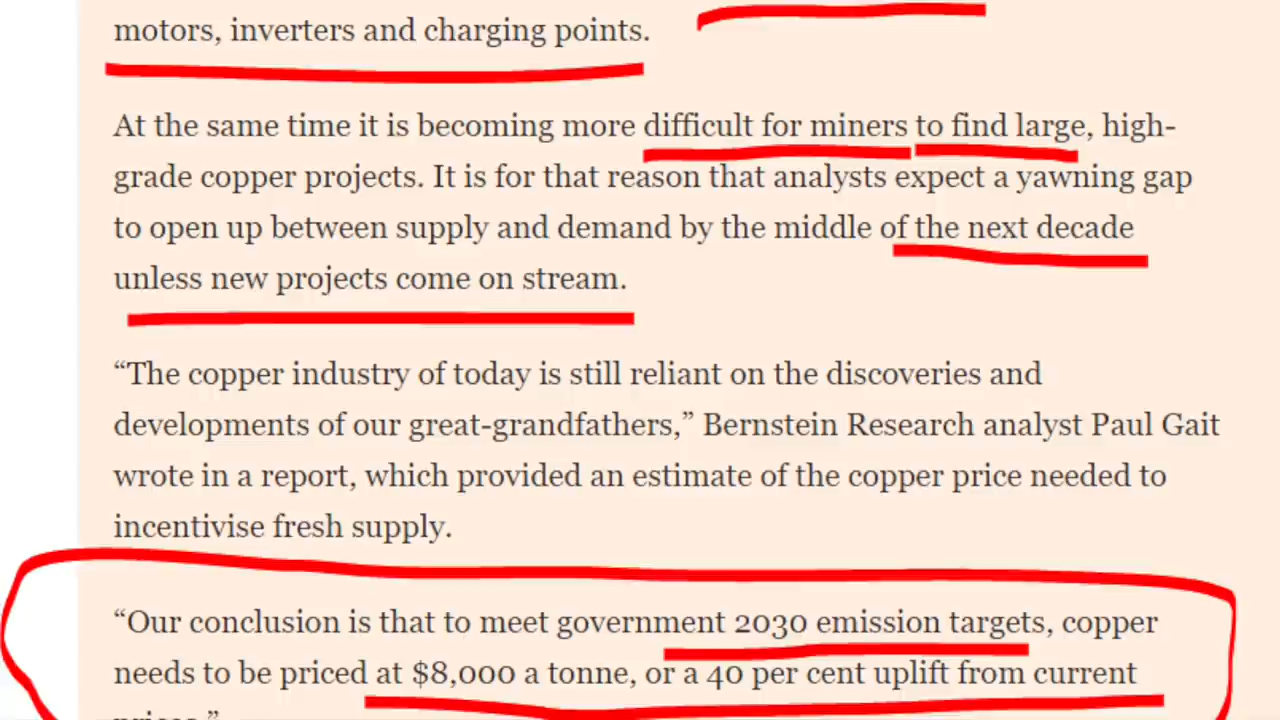 motors, inverters and charging points.
At the same time it is becoming more difficult for miners to find large, high-
grade copper projects. It is for that reason that analysts expect a yawning gap
to open up between supply and demand by the middle of the next decade
unless new projects come on stream.
“The copper industry of today is still reliant on the discoveries and
developments of our great-grandfathers,” Bernstein Research analyst Paul Gait
wrote in a report, which provided an estimate of the copper price needed to
incentivise fresh supply.
“Our conclusion is that to meet government 2030 emission targets, copper
needs to be priced at $8,000 a tonne, or a 40 per cent uplift from current
prices.”